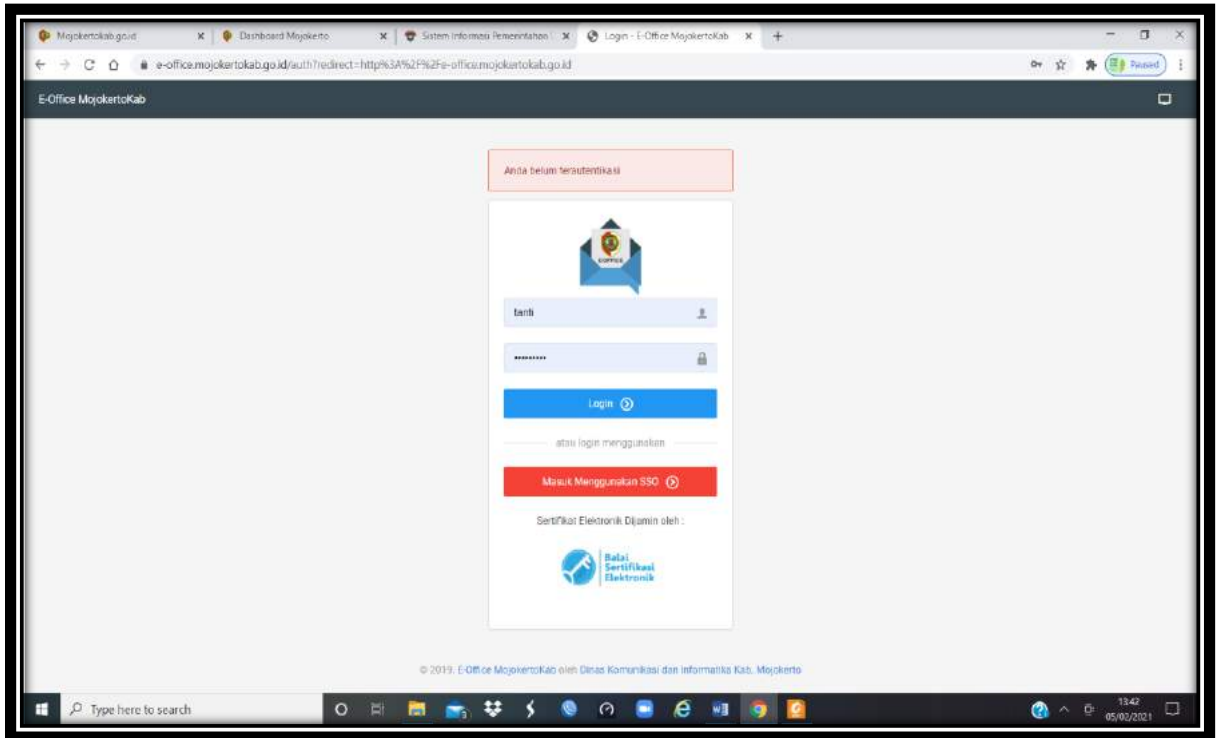 Mojokertokab.go.id
Dashboard Mojokerto
Sistem Informasi Pemerintahan
Login - E-Office MojokertoKab
e-office.mojokertokab.go.id/auth?redirect=http%3A%2F%2Fe-office.mojokertokab.go.id
Paused
E-Office MojokertoKab
Anda belum terautentikasi
EOFFICE
tanti
Login
atau login menggunakan
Masuk Menggunakan SSO
Sertifikat Elektronik Dijamin oleh :
Balai
Sertifikasi
Elektronik
© 2019. E-Office MojokertoKab oleh Dinas Komunikasi dan Informatika Kab. Mojokerto
Type here to search
13:42
05/02/2021